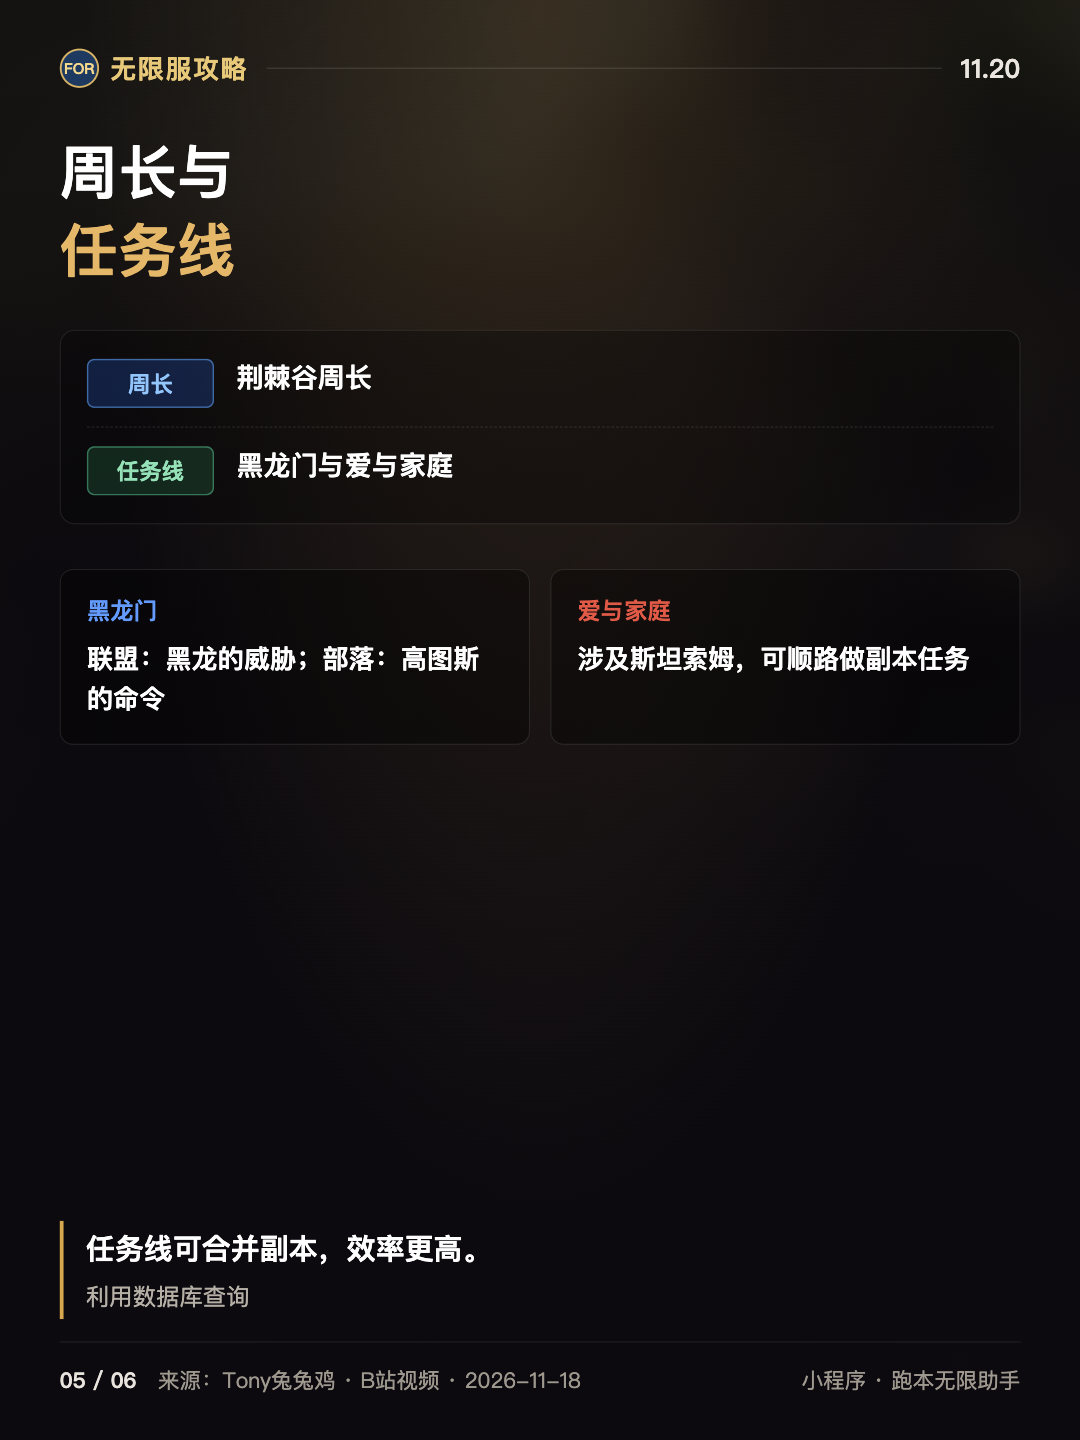 FOR 无限服攻略 11.20
周长与
任务线
周长 荆棘谷周长
任务线 黑龙门与爱与家庭
黑龙门
联盟：黑龙的威胁；部落：高图斯
的命令
爱与家庭
涉及斯坦索姆，可顺路做副本任务
任务线可合并副本，效率更高。
利用数据库查询
05 / 06 来源：Tony兔兔鸡 · B站视频 · 2026-11-18 小程序 · 跑本无限助手